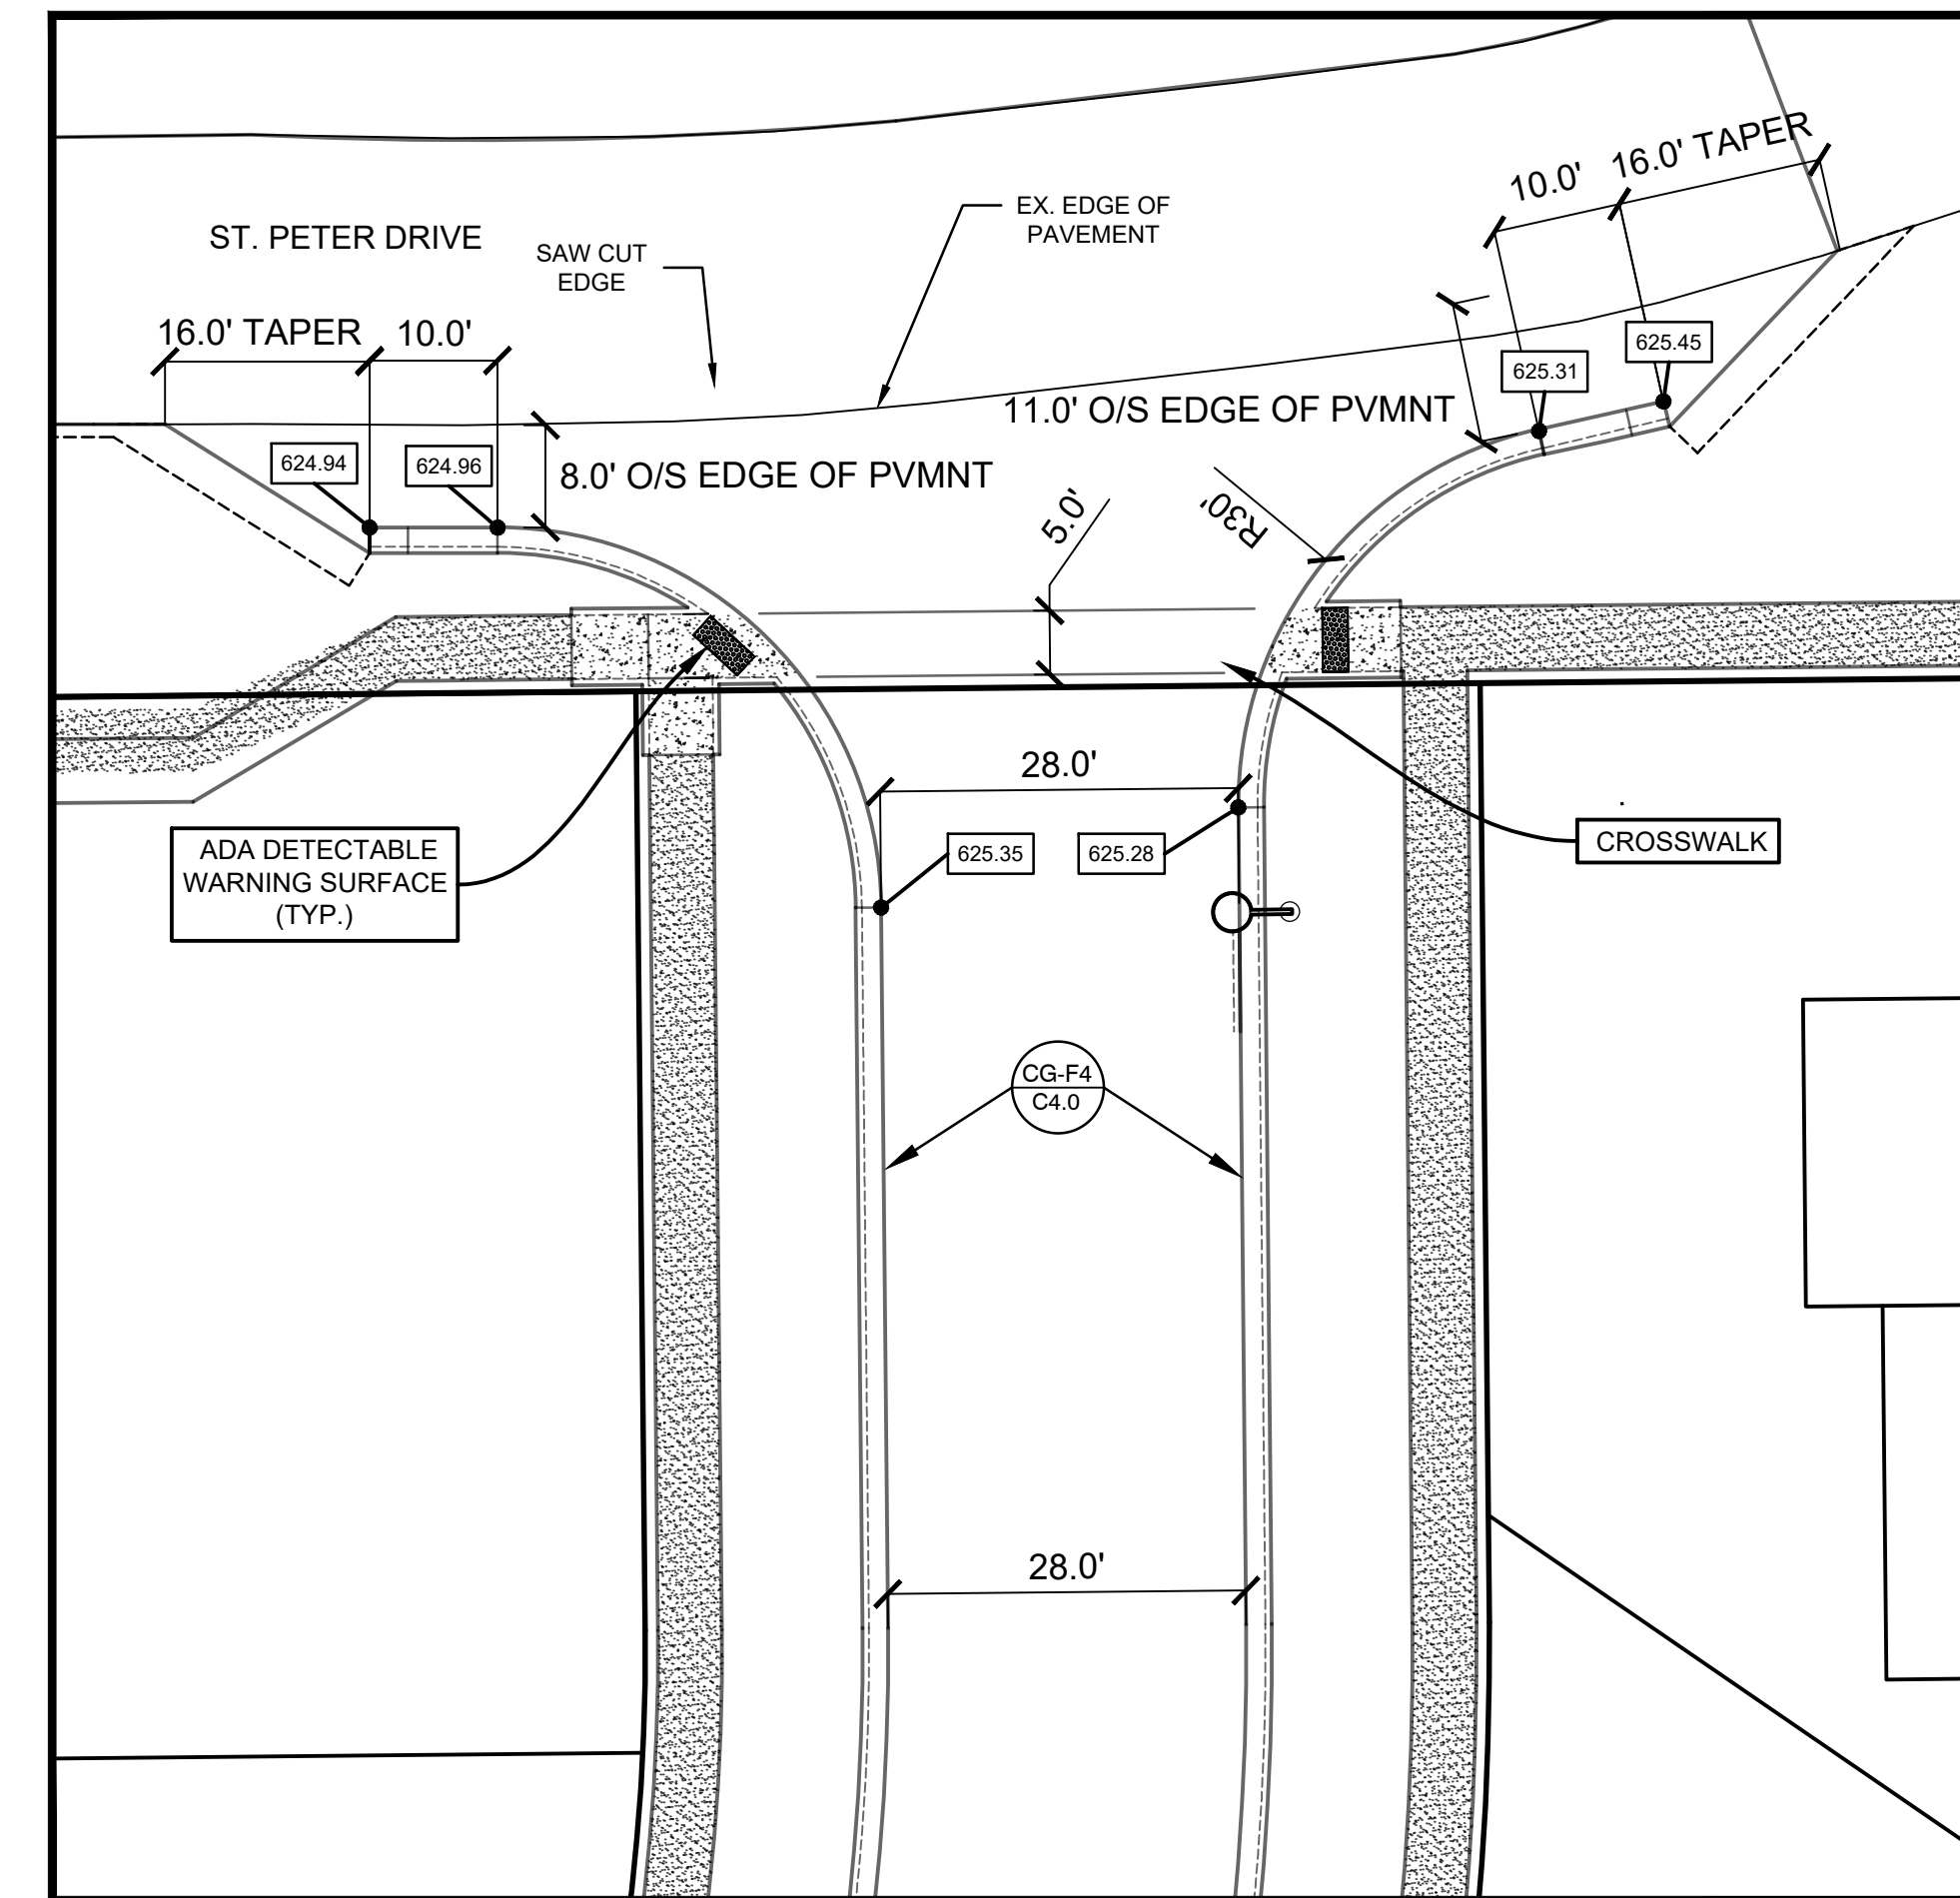 10.0' 16.0' TAPER
EX. EDGE OF
PAVEMENT
ST. PETER DRIVE
SAW CUT
EDGE
16.0' TAPER 10.0'
625.45
625.31
11.0' O/S EDGE OF PVMNT
624.94
624.96
8.0' O/S EDGE OF PVMNT
5.0'
R30'
28.0'
CROSSWALK
ADA DETECTABLE
WARNING SURFACE
(TYP.)
625.35
625.28
CG-F4
C4.0
28.0'